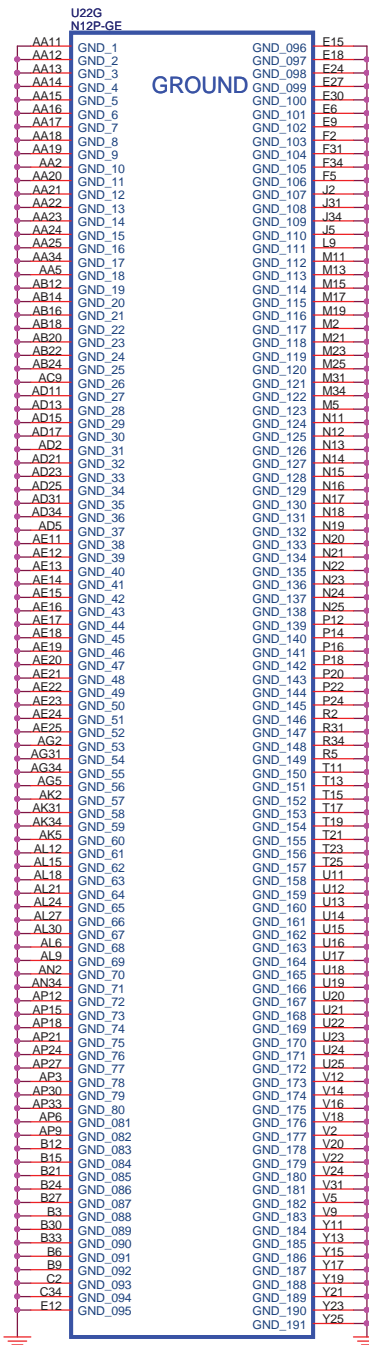 U22G
N12P-GE
GROUND
AA11 GND_1
AA12 GND_2
AA13 GND_3
AA14 GND_4
AA15 GND_5
AA16 GND_6
AA17 GND_7
AA18 GND_8
AA19 GND_9
AA2 GND_10
AA20 GND_11
AA21 GND_12
AA22 GND_13
AA23 GND_14
AA24 GND_15
AA25 GND_16
AA34 GND_17
AA5 GND_18
AB12 GND_19
AB14 GND_20
AB16 GND_21
AB18 GND_22
AB20 GND_23
AB22 GND_24
AB24 GND_25
AC9 GND_26
AD11 GND_27
AD13 GND_28
AD15 GND_29
AD17 GND_30
AD2 GND_31
AD21 GND_32
AD23 GND_33
AD25 GND_34
AD31 GND_35
AD34 GND_36
AD5 GND_37
AE11 GND_38
AE12 GND_39
AE13 GND_40
AE14 GND_41
AE15 GND_42
AE16 GND_43
AE17 GND_44
AE18 GND_45
AE19 GND_46
AE20 GND_47
AE21 GND_48
AE22 GND_49
AE23 GND_50
AE24 GND_51
AE25 GND_52
AG2 GND_53
AG31 GND_54
AG34 GND_55
AG5 GND_56
AK2 GND_57
AK31 GND_58
AK34 GND_59
AK5 GND_60
AL12 GND_61
AL15 GND_62
AL18 GND_63
AL21 GND_64
AL24 GND_65
AL27 GND_66
AL30 GND_67
AL6 GND_68
AL9 GND_69
AN2 GND_70
AN34 GND_71
AP12 GND_72
AP15 GND_73
AP18 GND_74
AP21 GND_75
AP24 GND_76
AP27 GND_77
AP3 GND_78
AP30 GND_79
AP33 GND_80
AP6 GND_081
AP9 GND_082
B12 GND_083
B15 GND_084
B21 GND_085
B24 GND_086
B27 GND_087
B3 GND_088
B30 GND_089
B33 GND_090
B6 GND_091
B9 GND_092
C2 GND_093
C34 GND_094
E12 GND_095
GND_096 E15
GND_097 E18
GND_098 E24
GND_099 E27
GND_100 E30
GND_101 E6
GND_102 E9
GND_103 F2
GND_104 F31
GND_105 F34
GND_106 F5
GND_107 J2
GND_108 J31
GND_109 J34
GND_110 J5
GND_111 L9
GND_112 M11
GND_113 M13
GND_114 M15
GND_115 M17
GND_116 M19
GND_117 M2
GND_118 M21
GND_119 M23
GND_120 M25
GND_121 M31
GND_122 M34
GND_123 M5
GND_124 N11
GND_125 N12
GND_126 N13
GND_127 N14
GND_128 N15
GND_129 N16
GND_130 N17
GND_131 N18
GND_132 N19
GND_133 N20
GND_134 N21
GND_135 N22
GND_136 N23
GND_137 N24
GND_138 N25
GND_139 P12
GND_140 P14
GND_141 P16
GND_142 P18
GND_143 P20
GND_144 P22
GND_145 P24
GND_146 R2
GND_147 R31
GND_148 R34
GND_149 R5
GND_150 T11
GND_151 T13
GND_152 T15
GND_153 T17
GND_154 T19
GND_155 T21
GND_156 T23
GND_157 T25
GND_158 U11
GND_159 U12
GND_160 U13
GND_161 U14
GND_162 U15
GND_163 U16
GND_164 U17
GND_165 U18
GND_166 U19
GND_167 U20
GND_168 U21
GND_169 U22
GND_170 U23
GND_171 U24
GND_172 U25
GND_173 V12
GND_174 V14
GND_175 V16
GND_176 V18
GND_177 V2
GND_178 V20
GND_179 V22
GND_180 V24
GND_181 V31
GND_182 V5
GND_183 V9
GND_184 Y11
GND_185 Y13
GND_186 Y15
GND_187 Y17
GND_188 Y19
GND_189 Y21
GND_190 Y23
GND_191 Y25